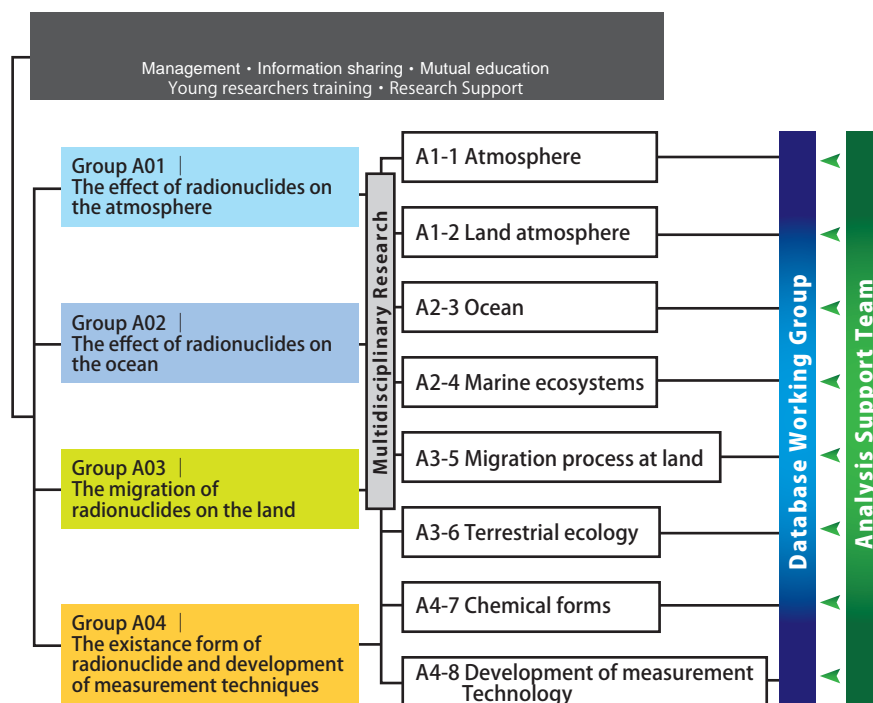 Management・Information sharing・Mutual education
Young researchers training・Research Support
Group A01｜
The effect of radionuclides on
the atmosphere
Group A02｜
The effect of radionuclides on
the ocean
Group A03｜
The migration of
radionuclides on the land
Group A04｜
The existance form of
radionuclide and development
of measurement techniques
Multidisciplinary Research
A1-1 Atmosphere
A1-2 Land atmosphere
A2-3 Ocean
A2-4 Marine ecosystems
A3-5 Migration process at land
A3-6 Terrestrial ecology
A4-7 Chemical forms
A4-8 Development of measurement
Technology
Database Working Group
Analysis Support Team